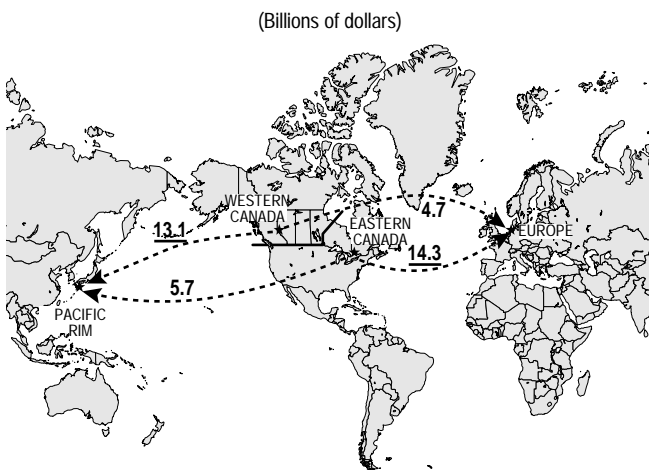 (Billions of dollars)
WESTERN
CANADA
4.7
13.1
EASTERN
CANADA
EUROPE
14.3
5.7
PACIFIC
RIM